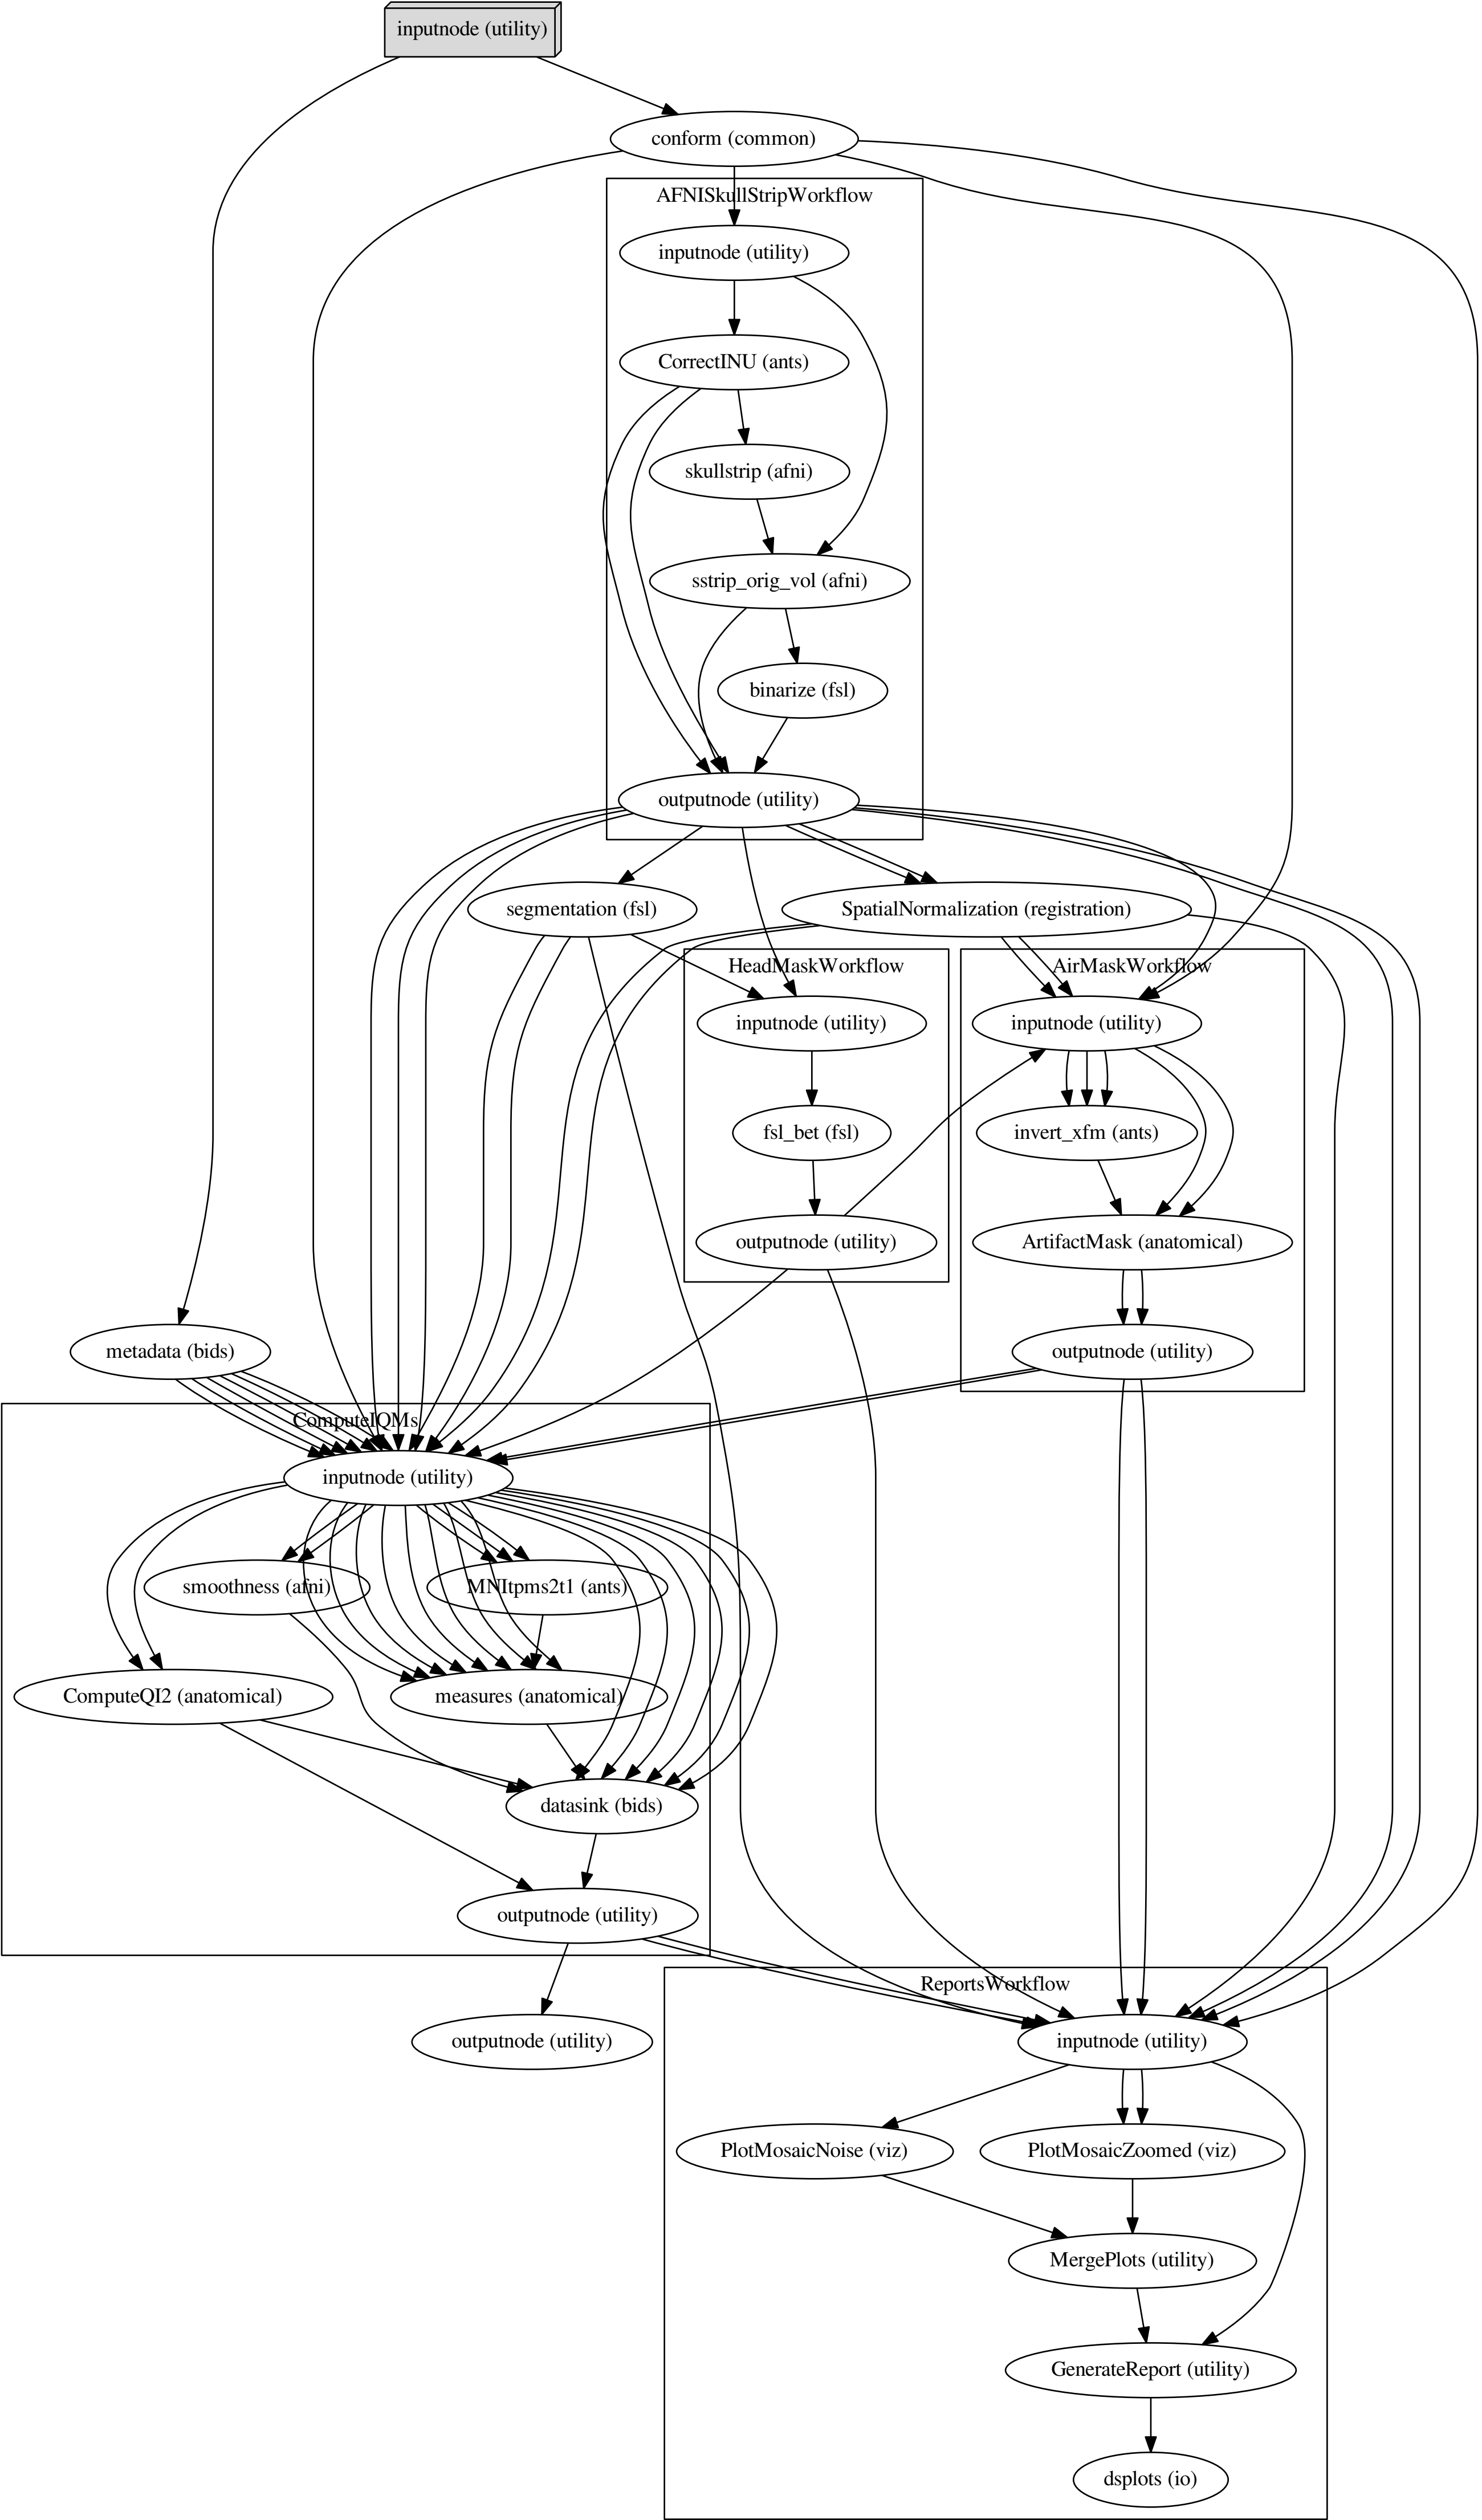 inputnode (utility)
conform (common)
AFNISkullStripWorkflow
inputnode (utility)
CorrectINU (ants)
skullstrip (afni)
sstrip_orig_vol (afni)
binarize (fsl)
outputnode (utility)
segmentation (fsl)
SpatialNormalization (registration)
HeadMaskWorkflow
AirMaskWorkflow
inputnode (utility)
inputnode (utility)
fsl_bet (fsl)
invert_xfm (ants)
outputnode (utility)
ArtifactMask (anatomical)
metadata (bids)
outputnode (utility)
ComputeIQMs
inputnode (utility)
smoothness (afni)
MNItpms2t1 (ants)
ComputeQI2 (anatomical)
measures (anatomical)
datasink (bids)
outputnode (utility)
ReportsWorkflow
outputnode (utility)
inputnode (utility)
PlotMosaicNoise (viz)
PlotMosaicZoomed (viz)
MergePlots (utility)
GenerateReport (utility)
dsplots (io)